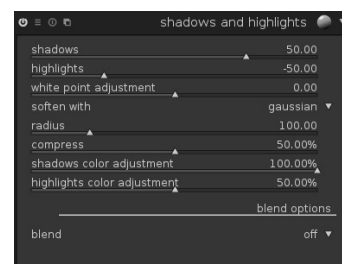 shadows and highlights
shadows 50.00
highlights -50.00
white point adjustment 0.00
soften with gaussian
radius 100.00
compress 50.00%
shadows color adjustment 100.00%
highlights color adjustment 50.00%
blend options
blend off